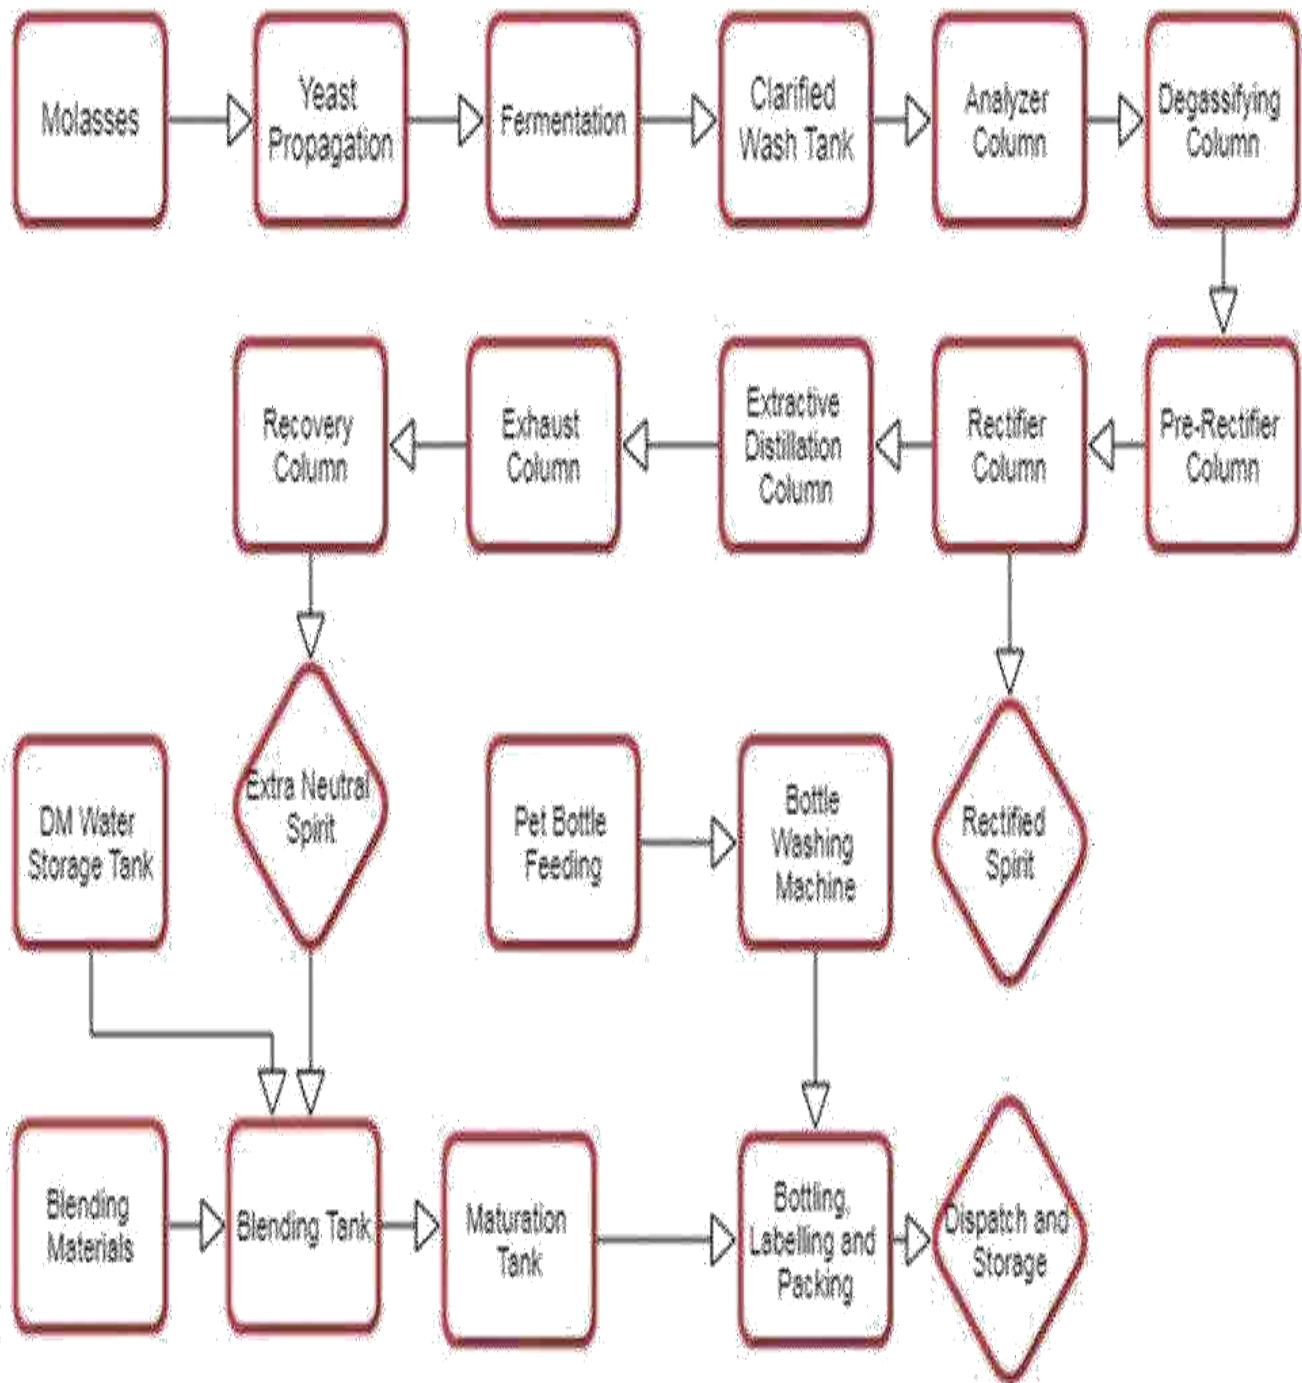 Molasses
Yeast
Propagation
Fermentation
Clarified
Wash Tank
Analyzer
Column
Degassifying
Column
Recovery
Column
Exhaust
Column
Extractive
Distillation
Column
Rectifier
Column
Pre-Rectifier
Column
DM Water
Storage Tank
Extra Neutral
Spirit
Pet Bottle
Feeding
Bottle
Washing
Machine
Rectified
Spirit
Blending
Materials
Blending Tank
Maturation
Tank
Bottling,
Labelling and
Packing
Dispatch and
Storage